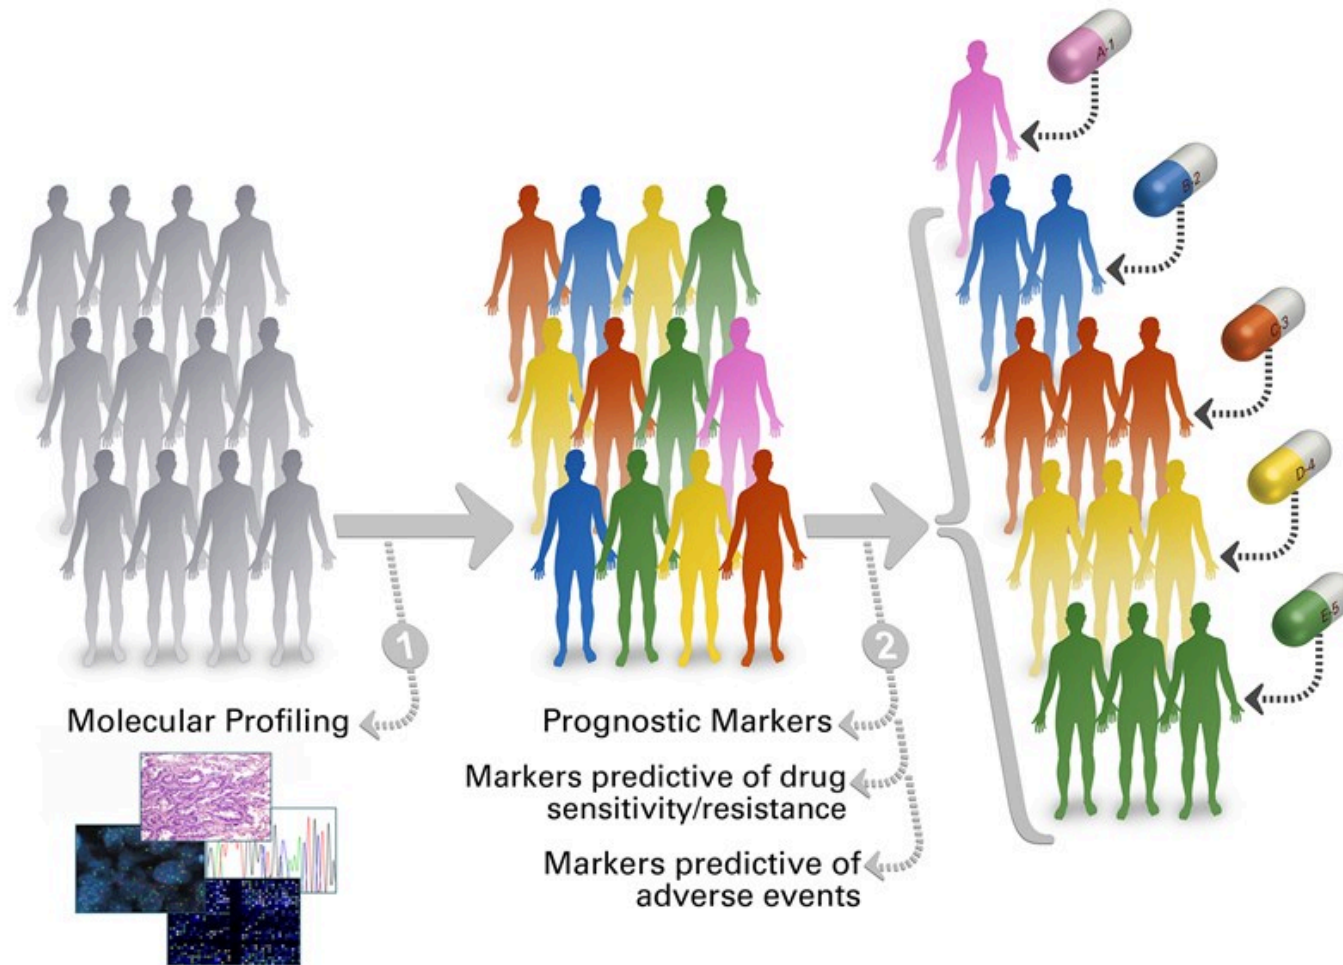 A-1
B-2
C-3
D-4
E-5
1
2
Molecular Profiling
Prognostic Markers
Markers predictive of drug
sensitivity/resistance
Markers predictive of
adverse events